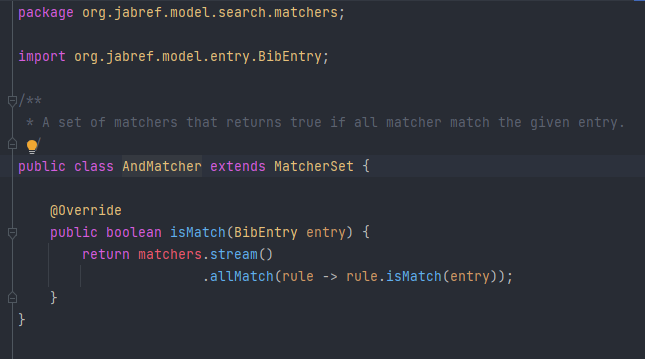 package org.jabref.model.search.matchers;
import org.jabref.model.entry.BibEntry;
/**
* A set of matchers that returns true if all matcher match the given entry.
/
public class AndMatcher extends MatcherSet {
@Override
public boolean isMatch(BibEntry entry) {
return matchers.stream()
.allMatch(rule -> rule.isMatch(entry));
}
}